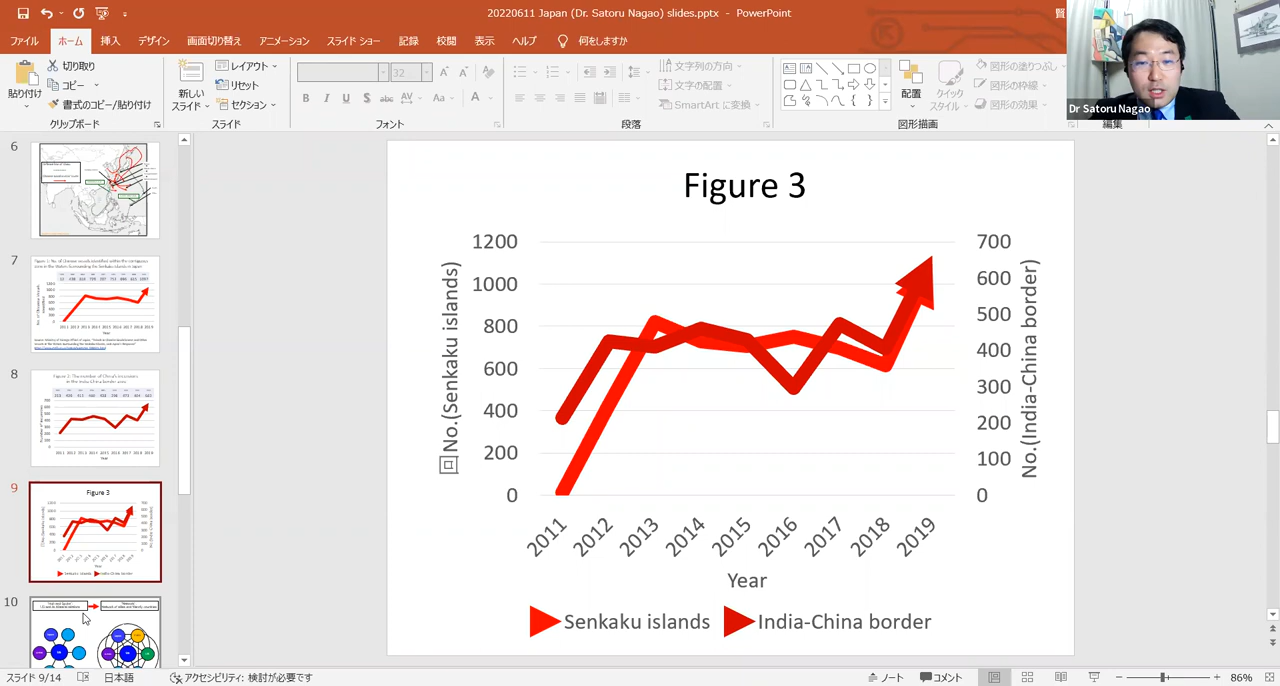 20220611 Japan (Dr. Satoru Nagao) slides.pptx - PowerPoint
賢
ファイル ホーム 挿入 デザイン 画面切り替え アニメーション スライド ショー 記録 校閲 表示 ヘルプ 何をしますか
貼り付け
切り取り
コピー
書式のコピー/貼り付け
クリップボード
新しい
スライド
レイアウト
リセット
セクション
スライド
32
B I U S abc AV Aa A
フォント
段落
文字列の方向
文字の配置
SmartArt に変換
配置
クイック
スタイル
図形の塗りつぶし
図形の枠線
図形の効果
図形描画
編集
Dr Satoru Nagao
6
7
8
9
10
Figure 3
Figure 3
1200
1000
800
600
400
200
0
回No.(Senkaku islands)
700
600
500
400
300
200
100
0
No.(India-China border)
2011 2012 2013 2014 2015 2016 2017 2018 2019
Year
Senkaku islands India-China border
スライド 9/14 日本語 アクセシビリティ: 検討が必要です
ノート コメント 86%